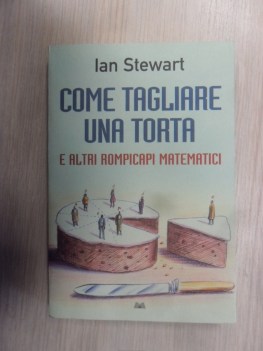 Ian Stewart
COME TAGLIARE
UNA TORTA
E ALTRI ROMPICAPI MATEMATICI